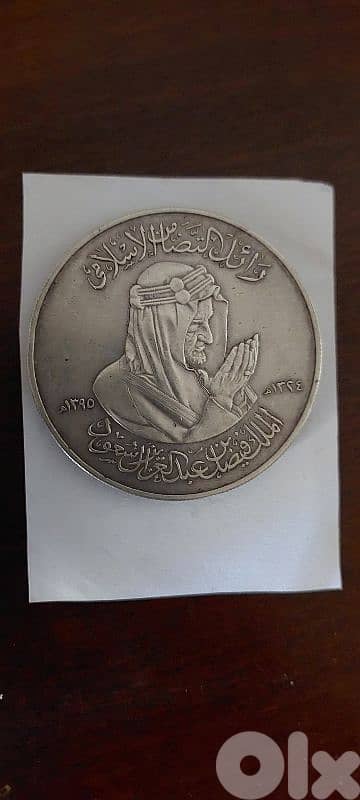 رائد التضامن الإسلامي
١٣٢٤هـ
١٣٩٥هـ
الملك فيصل بن عبد العزيز آل سعود
OLX